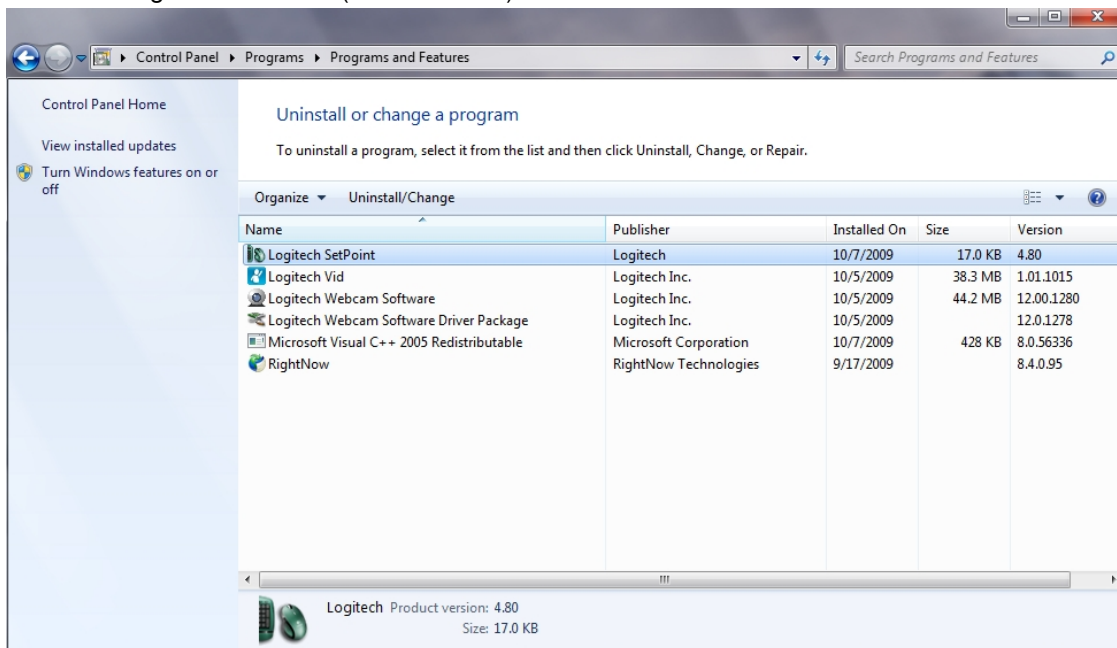 Control Panel ▸ Programs ▸ Programs and Features
Search Programs and Features
Control Panel Home
View installed updates
Turn Windows features on or
off
Uninstall or change a program
To uninstall a program, select it from the list and then click Uninstall, Change, or Repair.
Organize Uninstall/Change
Name Publisher Installed On Size Version
Logitech SetPoint Logitech 10/7/2009 17.0 KB 4.80
Logitech Vid Logitech Inc. 10/5/2009 38.3 MB 1.01.1015
Logitech Webcam Software Logitech Inc. 10/5/2009 44.2 MB 12.00.1280
Logitech Webcam Software Driver Package Logitech Inc. 10/5/2009 12.0.1278
Microsoft Visual C++ 2005 Redistributable Microsoft Corporation 10/7/2009 428 KB 8.0.56336
RightNow RightNow Technologies 9/17/2009 8.4.0.95
Logitech Product version: 4.80
Size: 17.0 KB